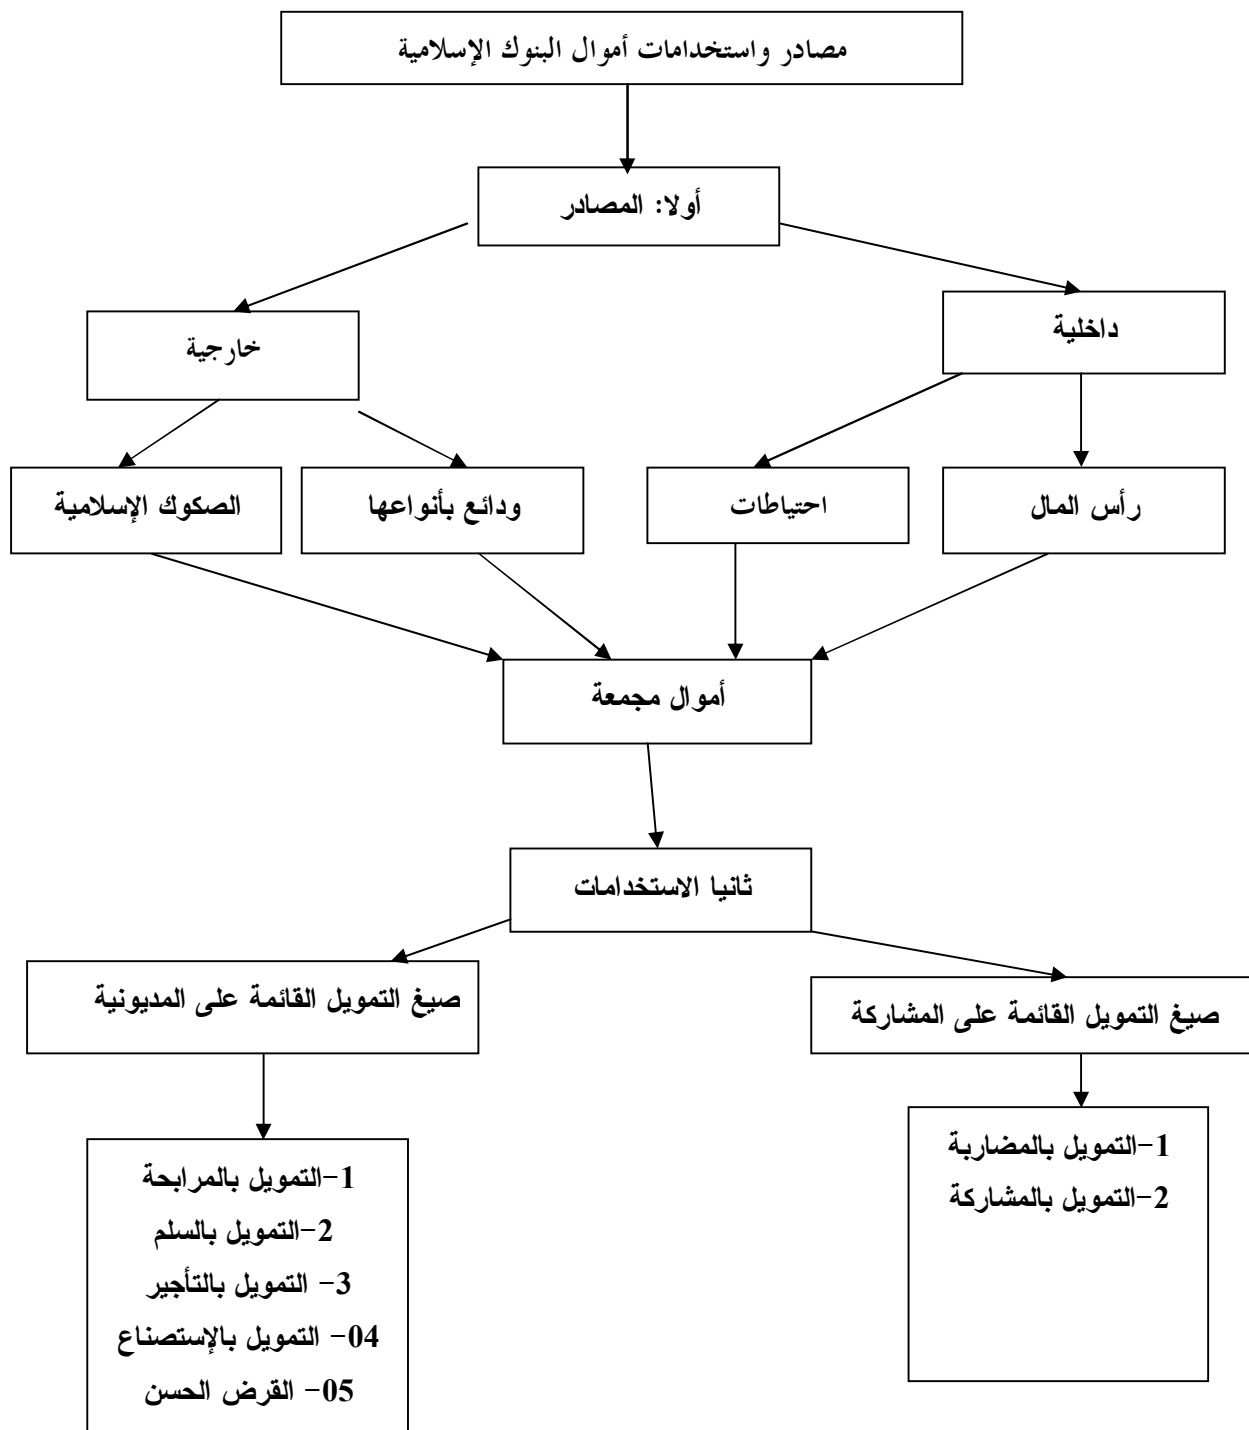 مصادر واستخدامات أموال البنوك الإسلامية
أولا: المصادر
داخلية
خارجية
رأس المال
احتياطات
ودائع بأنواعها
الصكوك الإسلامية
أموال مجمعة
ثانيا الاستخدامات
صيغ التمويل القائمة على المشاركة
صيغ التمويل القائمة على المديونية
1-التمويل بالمضاربة
2-التمويل بالمشاركة
1-التمويل بالمرابحة
2-التمويل بالسلم
3- التمويل بالتأجير
04- التمويل بالإستصناع
05- القرض الحسن